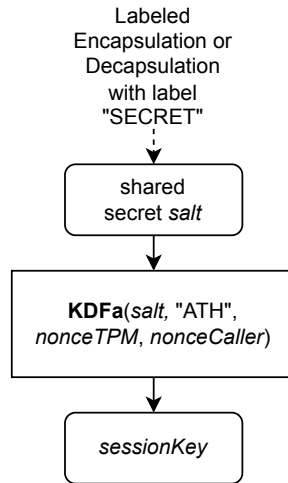 Labeled
Encapsulation or
Decapsulation
with label
"SECRET"
shared
secret salt
KDFa(salt, "ATH",
nonceTPM, nonceCaller)
sessionKey